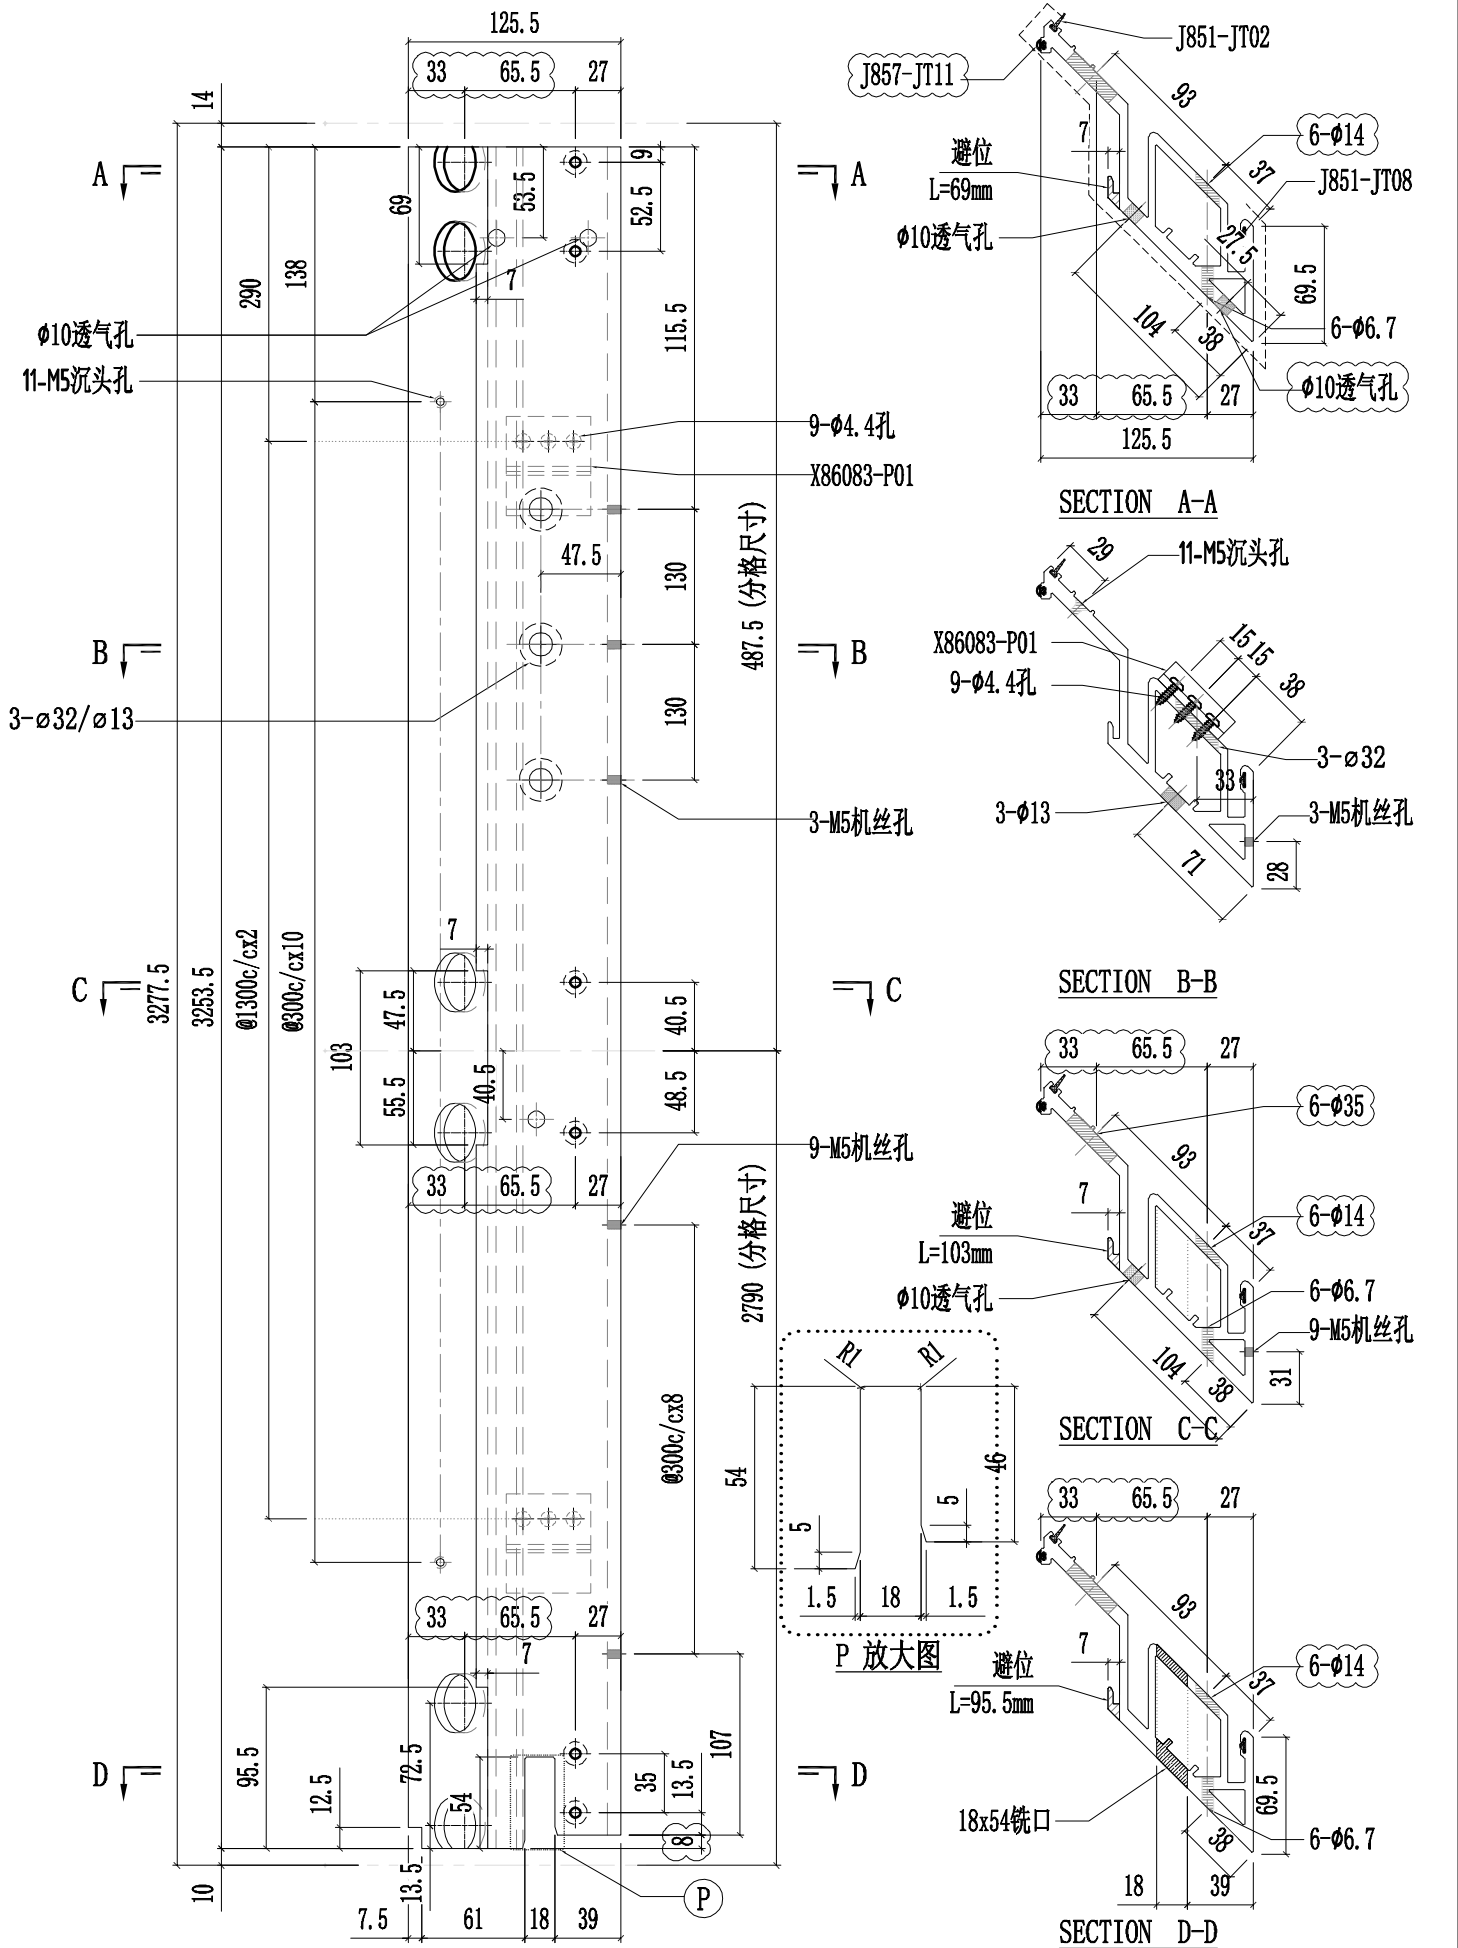 125.5
33
65.5
27
14
A
A
9
53.5
52.5
69
138
290
7
Φ10透气孔
115.5
11-M5沉头孔
9-Φ4.4孔
X86083-P01
47.5
130
487.5 (分格尺寸)
B
B
130
3-⌀32/⌀13
3-M5机丝孔
7
C
C
3277.5
3253.5
@1300c/cx2
@300c/cx10
47.5
40.5
103
55.5
40.5
48.5
9-M5机丝孔
33
65.5
27
2790 (分格尺寸)
@300c/cx8
R1
R1
54
46
5
5
1.5
18
1.5
P 放大图
33
65.5
27
7
107
95.5
72.5
D
D
12.5
54
35
13.5
8
10
13.5
P
7.5
61
18
39
J851-JT02
J857-JT11
93
7
避位
L=69mm
6-Φ14
37
J851-JT08
Φ10透气孔
27.5
69.5
104
38
6-Φ6.7
Φ10透气孔
33
65.5
27
125.5
SECTION A-A
29
11-M5沉头孔
X86083-P01
9-Φ4.4孔
15
15
38
3-⌀32
33
3-Φ13
3-M5机丝孔
71
28
SECTION B-B
33
65.5
27
6-Φ35
93
7
避位
L=103mm
6-Φ14
37
Φ10透气孔
6-Φ6.7
9-M5机丝孔
104
38
31
SECTION C-C
33
65.5
27
93
7
避位
L=95.5mm
6-Φ14
37
69.5
18x54铣口
38
6-Φ6.7
18
39
SECTION D-D